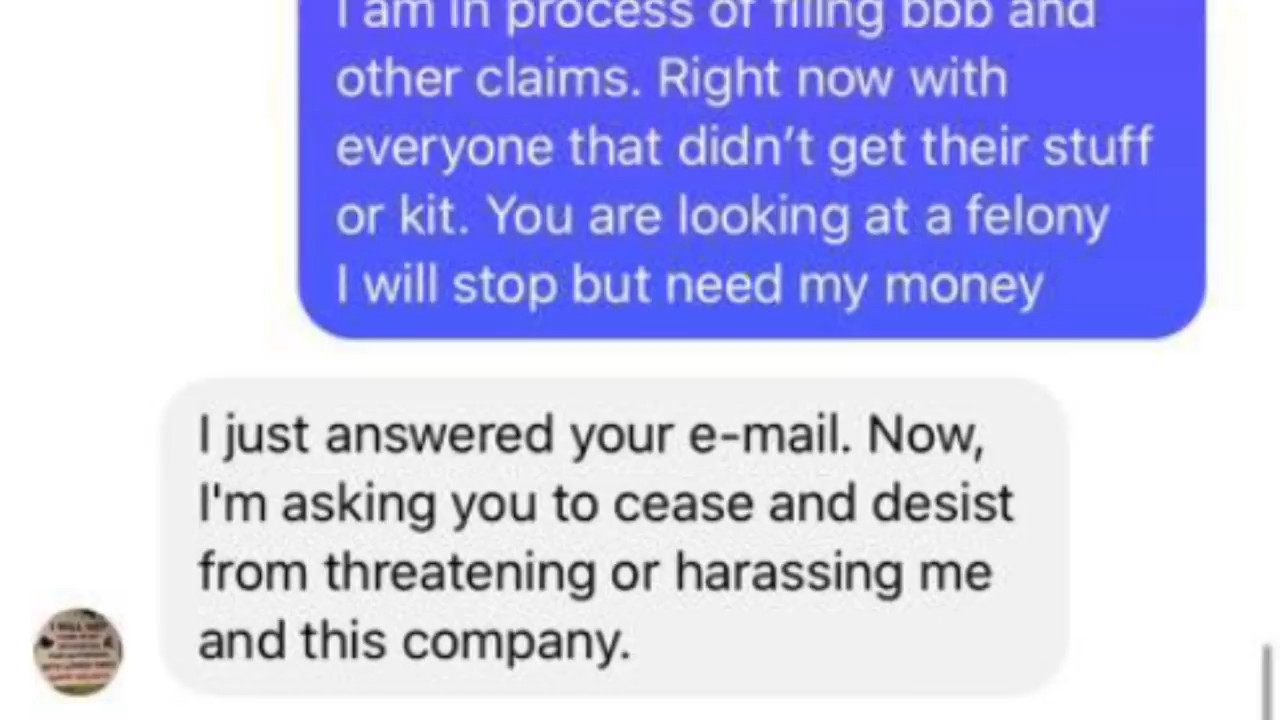 I am in process of filing bbb and
other claims. Right now with
everyone that didn’t get their stuff
or kit. You are looking at a felony
I will stop but need my money
I just answered your e-mail. Now,
I'm asking you to cease and desist
from threatening or harassing me
and this company.